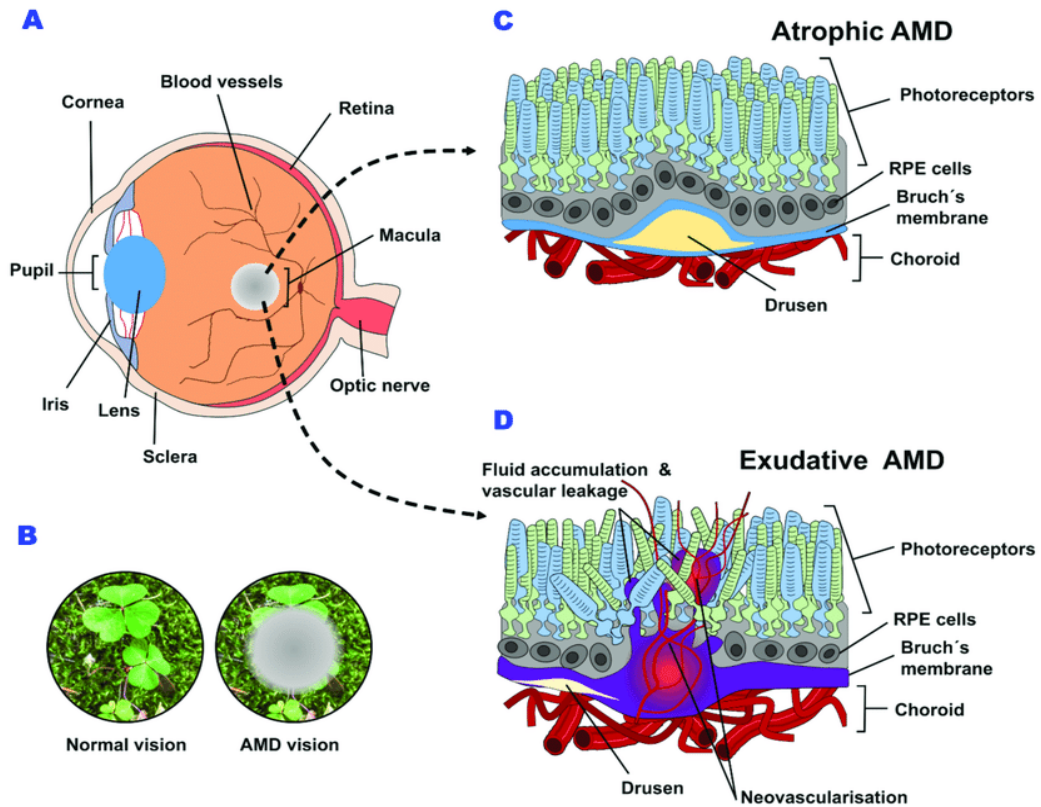 A
Blood vessels
Cornea
Retina
Macula
Pupil
Optic nerve
Iris
Lens
Sclera
B
Normal vision
AMD vision
C
Atrophic AMD
Photoreceptors
RPE cells
Bruch´s
membrane
Choroid
Drusen
D
Exudative AMD
Fluid accumulation &
vascular leakage
Photoreceptors
RPE cells
Bruch´s
membrane
Choroid
Drusen
Neovascularisation